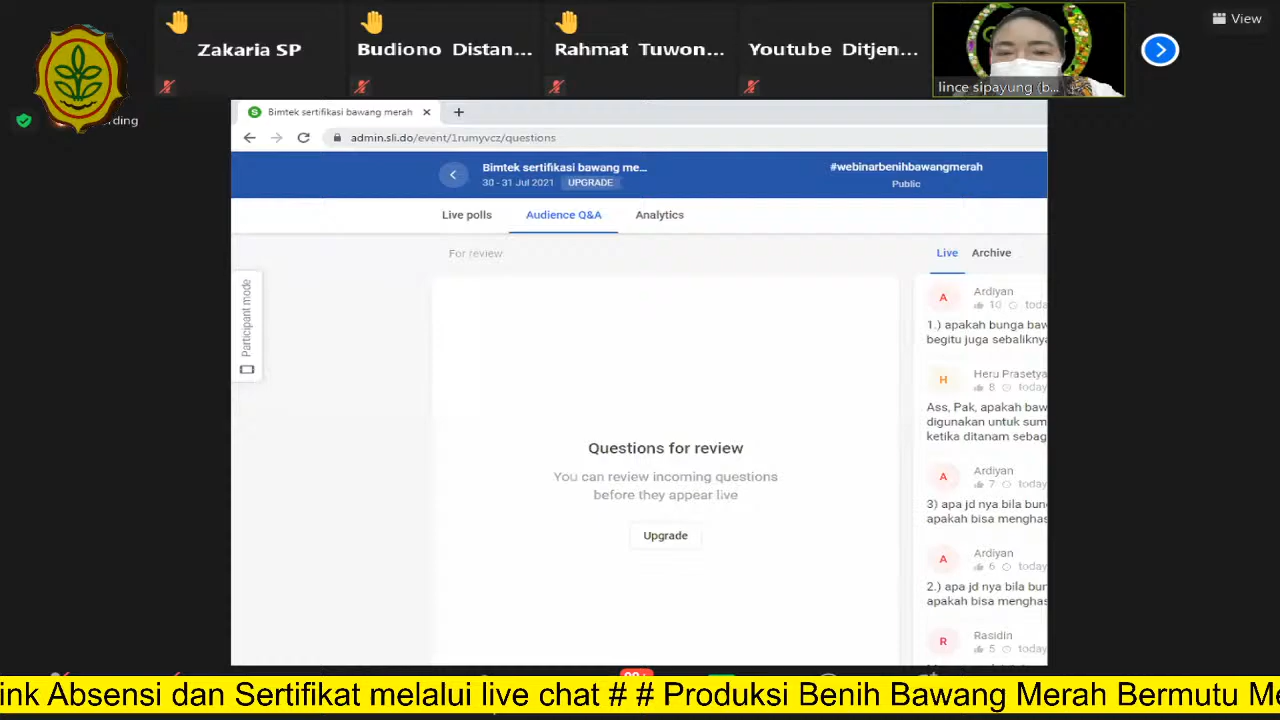 View
Zakaria SP
Budiono Distan...
Rahmat Tuwon...
Youtube Ditjen...
lince sipayung (b...
rding
Bimtek sertifikasi bawang merah
admin.sli.do/event/1rumyvcz/questions
Bimtek sertifikasi bawang me...
30 - 31 Jul 2021 UPGRADE
#webinarbenihbawangmerah
Public
Live polls
Audience Q&A
Analytics
For review
Live
Archive
Participant mode
Questions for review
You can review incoming questions
before they appear live
Upgrade
A
Ardiyan
10 toda
1.) apakah bunga baw
begitu juga sebaliknya
H
Heru Prasetya
8 today
Ass, Pak, apakah baw
digunakan untuk sum
ketika ditanam sebag
A
Ardiyan
7 today
3) apa jd nya bila bun
apakah bisa menghas
A
Ardiyan
6 today
2.) apa jd nya bila bun
apakah bisa menghas
R
Rasidin
5 today
ink Absensi dan Sertifikat melalui live chat # # Produksi Benih Bawang Merah Bermutu Me